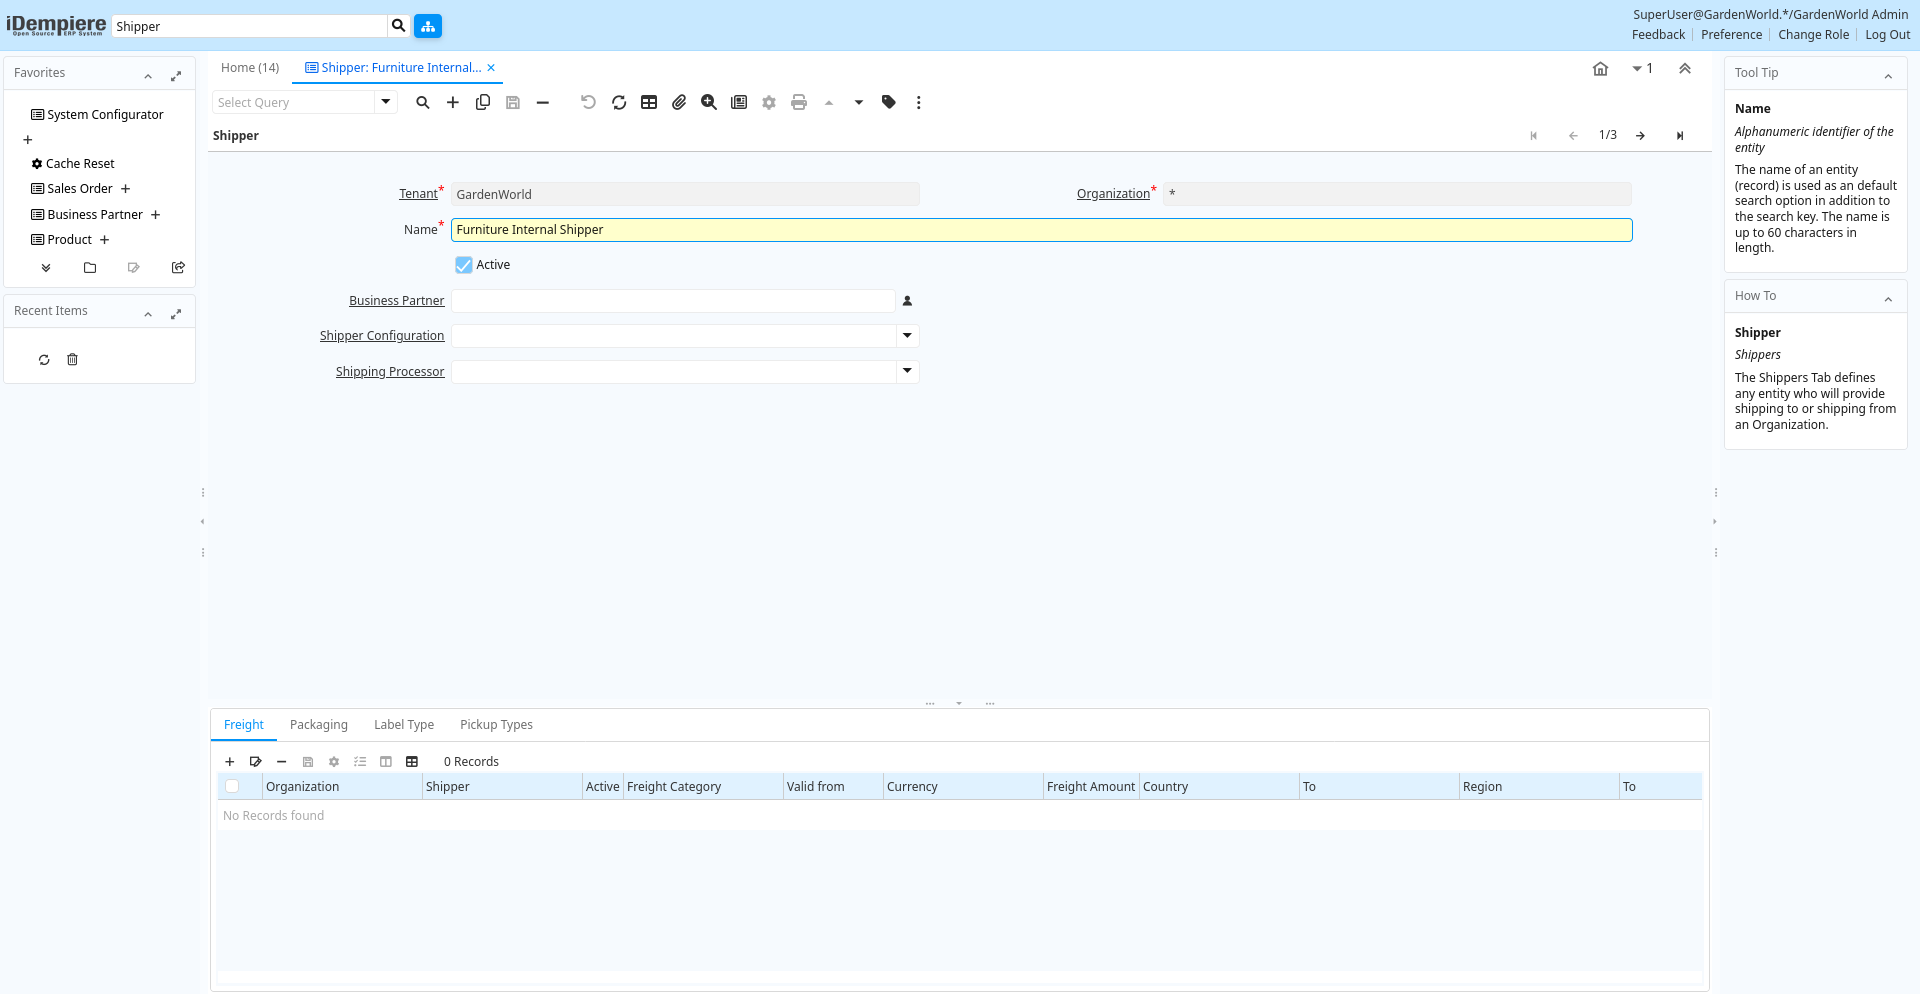 iDempiere
Open Source ERP System
Shipper
SuperUser@GardenWorld.*/GardenWorld Admin
Feedback
Preference
Change Role
Log Out
Favorites
System Configurator
Cache Reset
Sales Order
Business Partner
Product
Recent Items
Home (14)
Shipper: Furniture Internal...
1
Select Query
Shipper
1/3
Tenant*
GardenWorld
Organization*
*
Name*
Furniture Internal Shipper
Active
Business Partner
Shipper Configuration
Shipping Processor
Freight
Packaging
Label Type
Pickup Types
0 Records
Organization
Shipper
Active
Freight Category
Valid from
Currency
Freight Amount
Country
To
Region
To
No Records found
Tool Tip
Name
Alphanumeric identifier of the
entity
The name of an entity
(record) is used as an default
search option in addition to
the search key. The name is
up to 60 characters in
length.
How To
Shipper
Shippers
The Shippers Tab defines
any entity who will provide
shipping to or shipping from
an Organization.